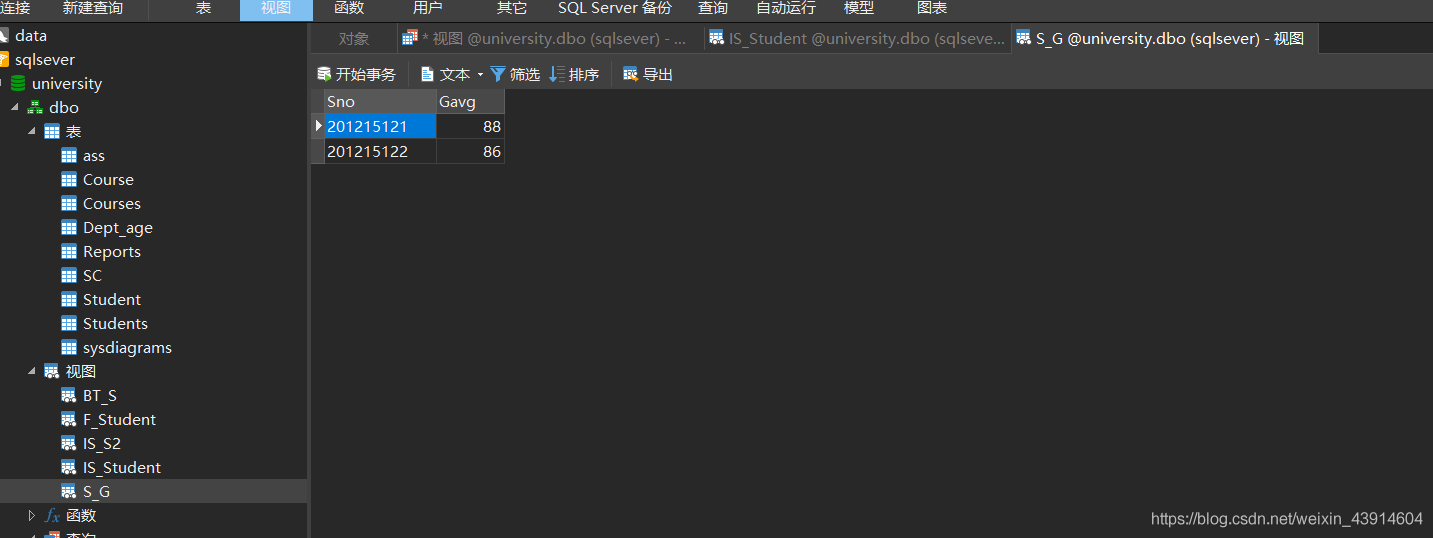 连接 新建查询 表 视图 函数 用户 其它 SQL Server 备份 查询 自动运行 模型 图表
data
sqlsever
university
dbo
表
ass
Course
Courses
Dept_age
Reports
SC
Student
Students
sysdiagrams
视图
BT_S
F_Student
IS_S2
IS_Student
S_G
函数
查询
对象 * 视图 @university.dbo (sqlsever) - ... IS_Student @university.dbo (sqlseve... S_G @university.dbo (sqlsever) - 视图
开始事务 文本 筛选 排序 导出
Sno Gavg
201215121 88
201215122 86
https://blog.csdn.net/weixin_43914604